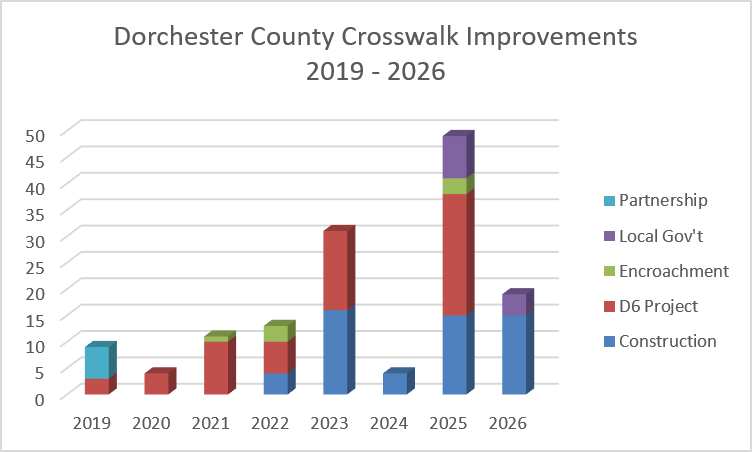 Dorchester County Crosswalk Improvements
2019 - 2026
50
45
40
35
30
25
20
15
10
5
0
2019 2020 2021 2022 2023 2024 2025 2026
Partnership
Local Gov't
Encroachment
D6 Project
Construction